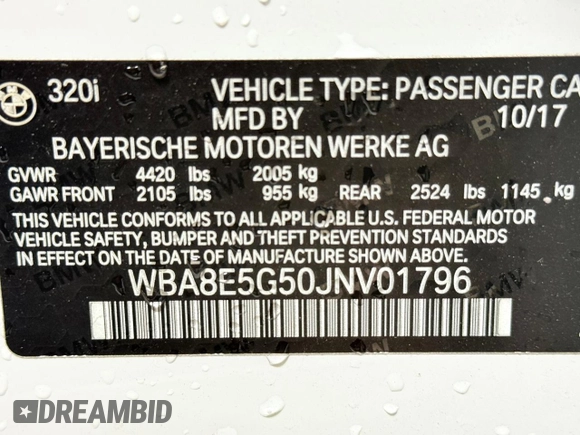 320i VEHICLE TYPE: PASSENGER CA
MFD BY 10/17
BAYERISCHE MOTOREN WERKE AG
GVWR 4420 lbs 2005 kg
GAWR FRONT 2105 lbs 955 kg REAR 2524 lbs 1145 kg
THIS VEHICLE CONFORMS TO ALL APPLICABLE U.S. FEDERAL MOTOR
VEHICLE SAFETY, BUMPER AND THEFT PREVENTION STANDARDS
IN EFFECT ON THE DATE OF MANUFACTURE SHOWN ABOVE.
WBA8E5G50JNV01796
DREAMBID